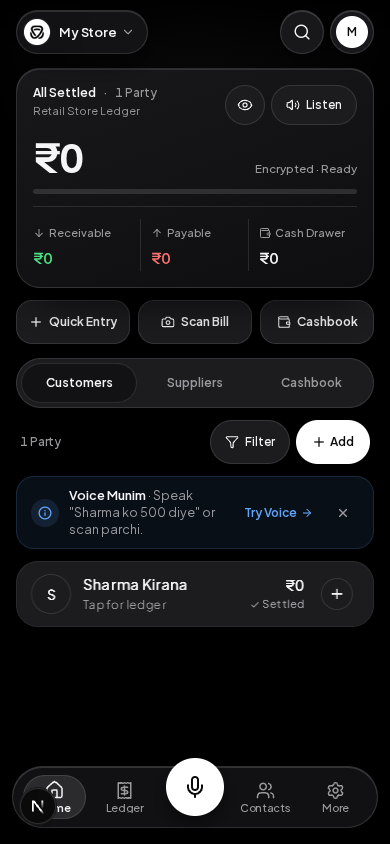 My Store
M
All Settled · 1 Party
Retail Store Ledger
Listen
₹0
Encrypted · Ready
Receivable
Payable
Cash Drawer
₹0
₹0
₹0
Quick Entry
Scan Bill
Cashbook
Customers
Suppliers
Cashbook
1 Party
Filter
Add
Voice Munim · Speak
"Sharma ko 500 diye" or
scan parchi.
Try Voice →
S
Sharma Kirana
Tap for ledger
₹0
✓ Settled
N
me
Ledger
Contacts
More